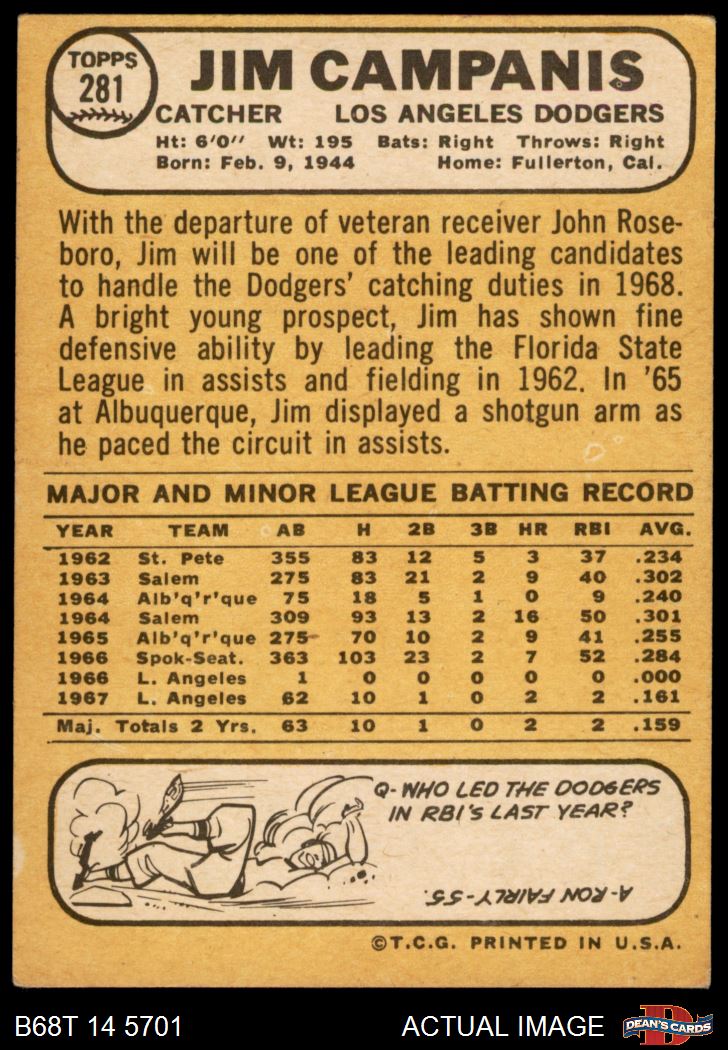 TOPPS
281
JIM CAMPANIS
CATCHER LOS ANGELES DODGERS
Ht: 6'0" Wt: 195 Bats: Right Throws: Right
Born: Feb. 9, 1944 Home: Fullerton, Cal.
With the departure of veteran receiver John Rose-
boro, Jim will be one of the leading candidates
to handle the Dodgers' catching duties in 1968.
A bright young prospect, Jim has shown fine
defensive ability by leading the Florida State
League in assists and fielding in 1962. In '65
at Albuquerque, Jim displayed a shotgun arm as
he paced the circuit in assists.
MAJOR AND MINOR LEAGUE BATTING RECORD
YEAR TEAM AB H 2B 3B HR RBI AVG.
1962 St. Pete 355 83 12 5 3 37 .234
1963 Salem 275 83 21 2 9 40 .302
1964 Alb'q'r'que 75 18 5 1 0 9 .240
1964 Salem 309 93 13 2 16 50 .301
1965 Alb'q'r'que 275 70 10 2 9 41 .255
1966 Spok-Seat. 363 103 23 2 7 52 .284
1966 L. Angeles 1 0 0 0 0 0 .000
1967 L. Angeles 62 10 1 0 2 2 .161
Maj. Totals 2 Yrs. 63 10 1 0 2 2 .159
Q-WHO LED THE DODGERS
IN RBI'S LAST YEAR?
A-RON FAIRLY-55.
©T.C.G. PRINTED IN U.S.A.
B68T 14 5701 ACTUAL IMAGE
D
DEAN'S CARDS